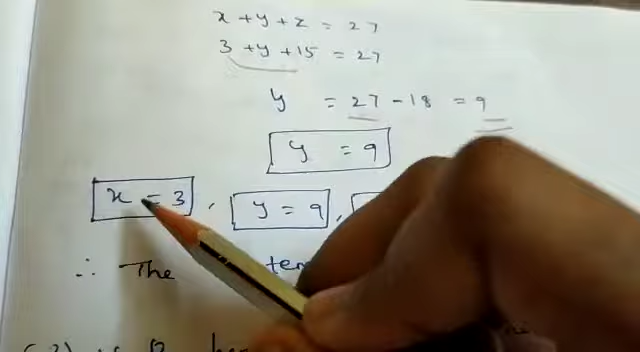 x + y + z = 27
3 + y + 15 = 27
y = 27 - 18 = 9
y = 9
x = 3 , y = 9 ,
∴ The